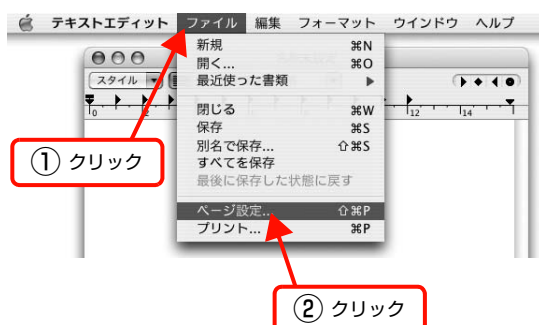 テキストエディット ファイル 編集 フォーマット ウインドウ ヘルプ
新規 ⌘N
開く... ⌘O
最近使った書類 ▶
スタイル
閉じる ⌘W
0 2 12 14
保存 ⌘S
別名で保存... ⇧⌘S
すべてを保存
最後に保存した状態に戻す
① クリック
ページ設定... ⇧⌘P
プリント... ⌘P
② クリック